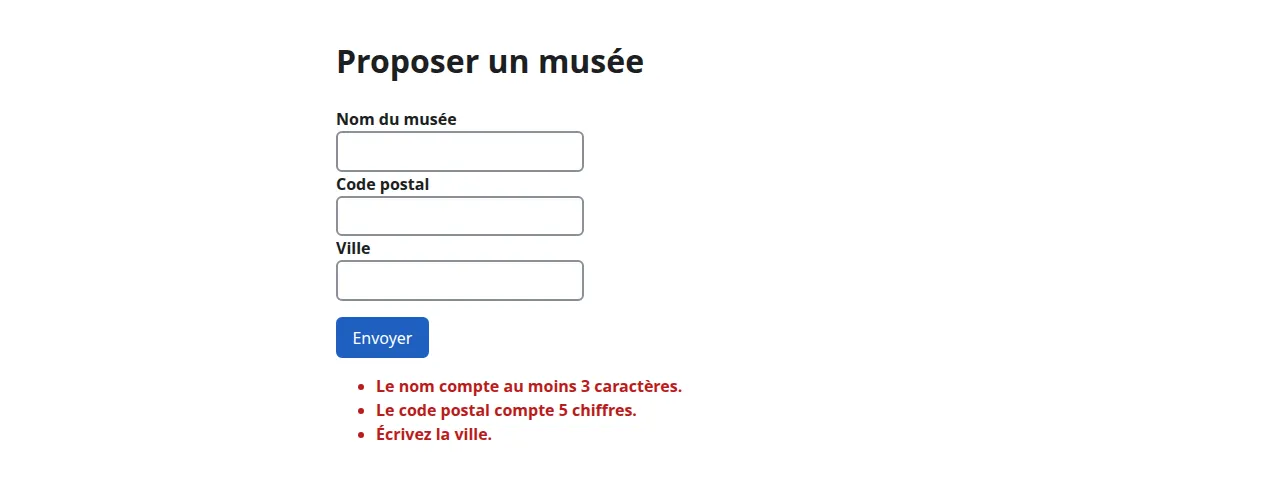 Proposer un musée
Nom du musée
Code postal
Ville
Envoyer
Le nom compte au moins 3 caractères.
Le code postal compte 5 chiffres.
Écrivez la ville.